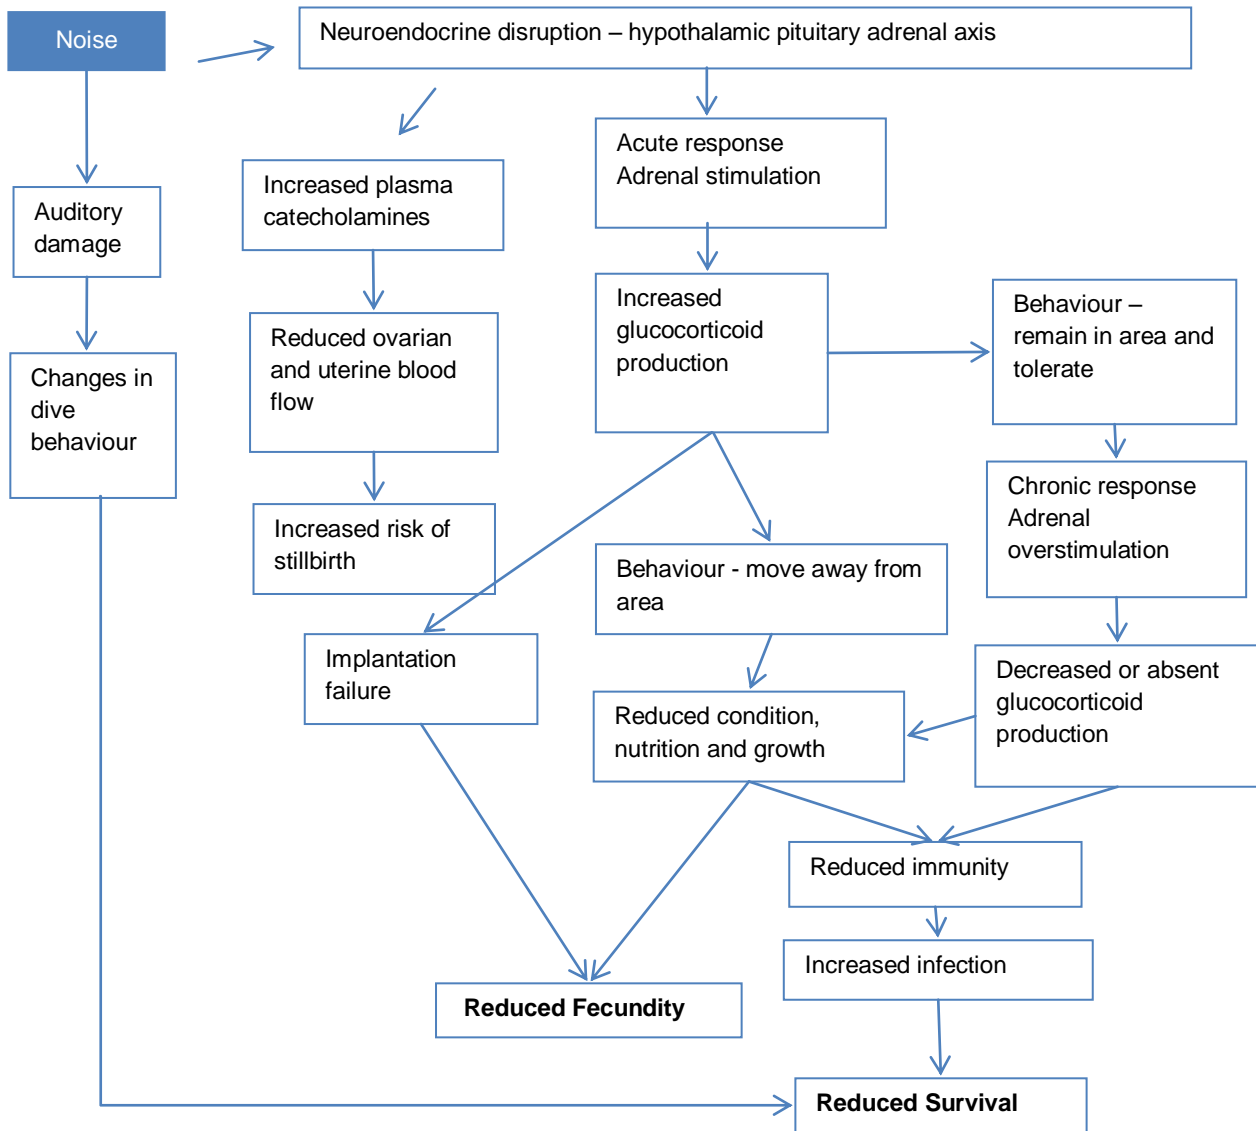 Noise
Neuroendocrine disruption – hypothalamic pituitary adrenal axis
Acute response
Adrenal stimulation
Increased plasma
catecholamines
Auditory
damage
Increased
glucocorticoid
production
Behaviour –
remain in area and
tolerate
Reduced ovarian
and uterine blood
flow
Changes in
dive
behaviour
Chronic response
Adrenal
overstimulation
Increased risk of
stillbirth
Behaviour - move away from
area
Implantation
failure
Decreased or absent
glucocorticoid
production
Reduced condition,
nutrition and growth
Reduced immunity
Increased infection
Reduced Fecundity
Reduced Survival